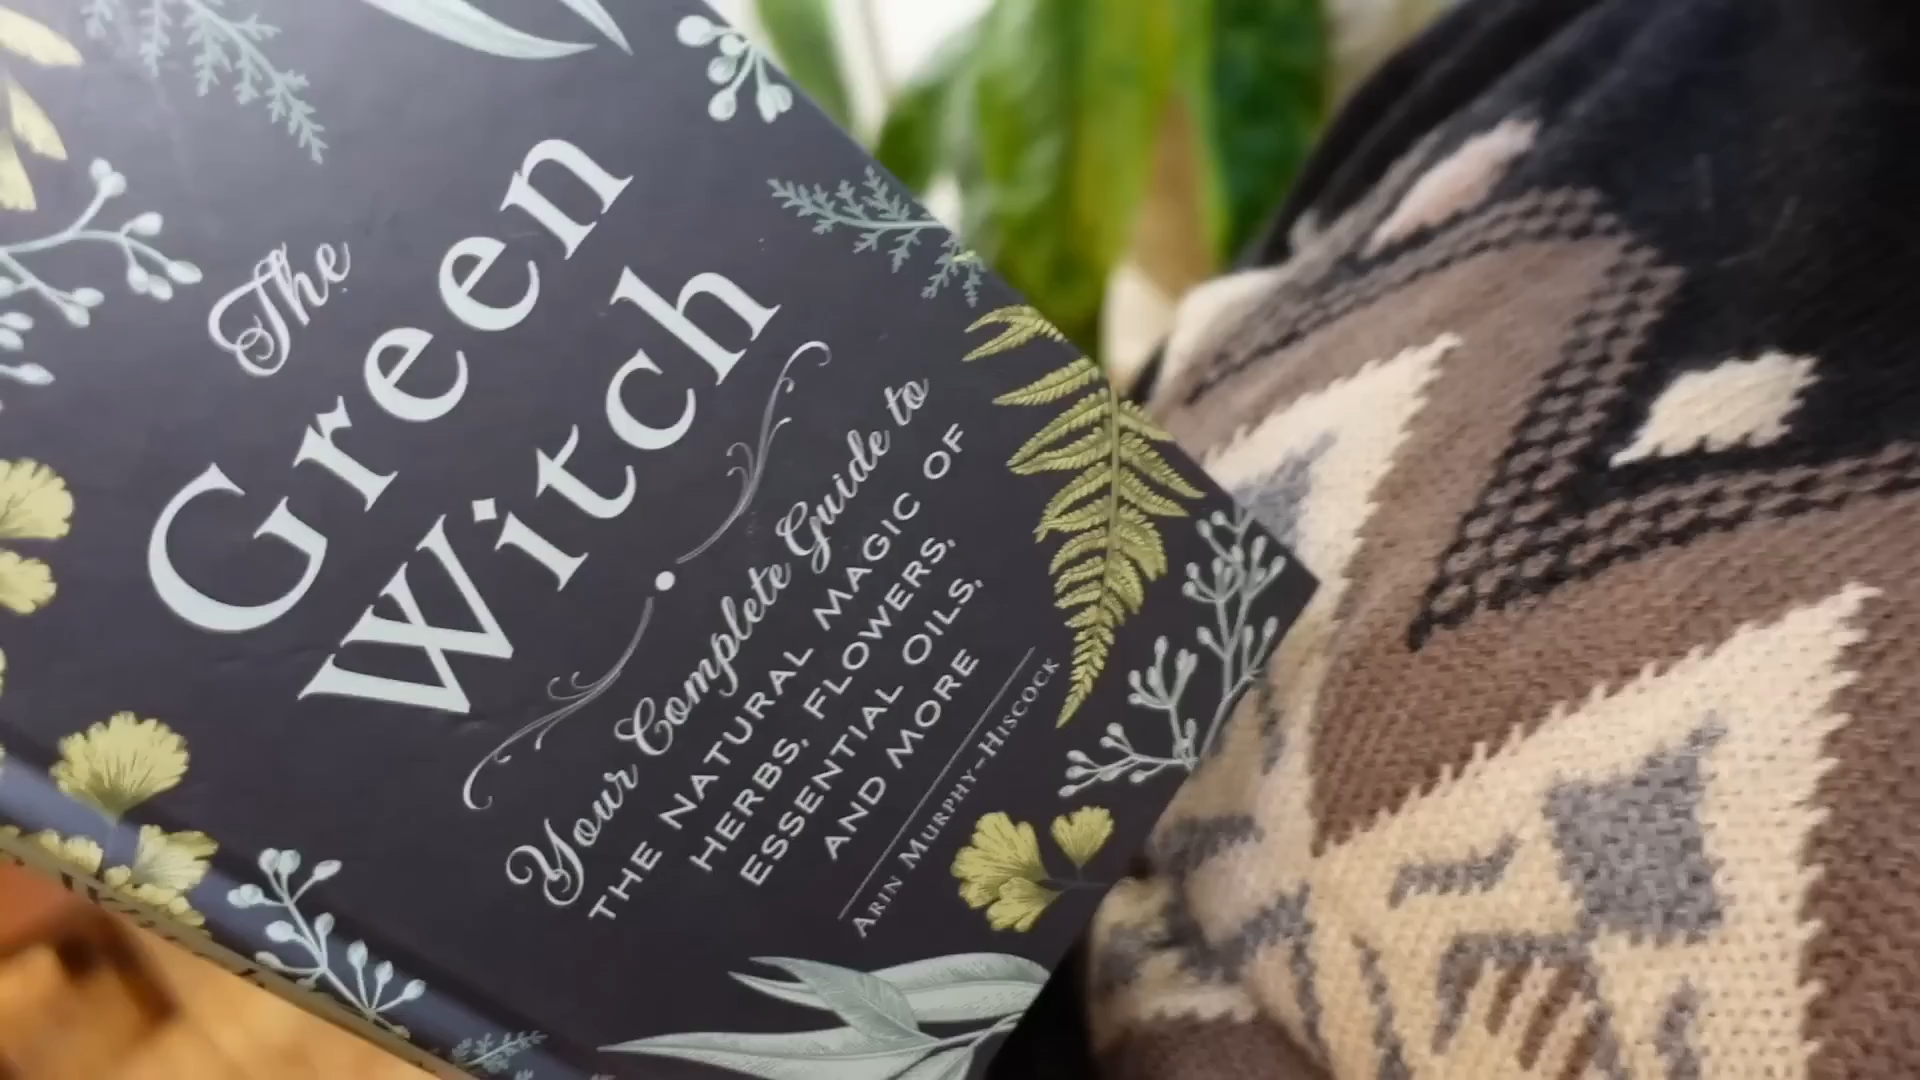 The
Green
Witch
Your Complete Guide to
THE NATURAL MAGIC OF
HERBS, FLOWERS,
ESSENTIAL OILS,
AND MORE
ARIN MURPHY-HISCOCK